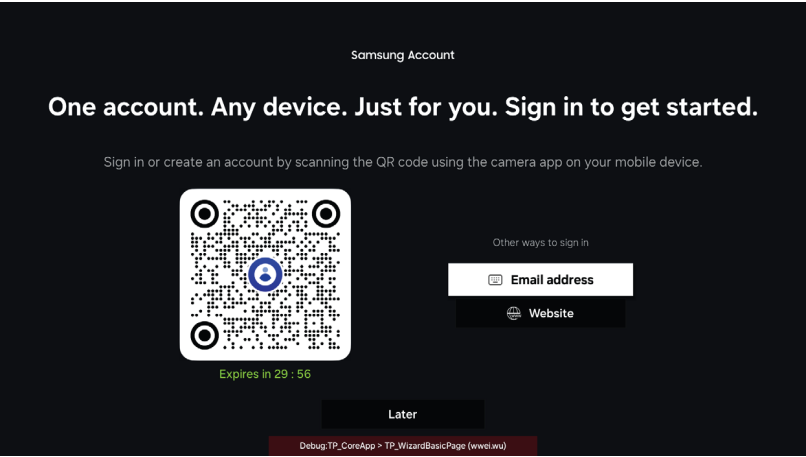 Samsung Account
One account. Any device. Just for you. Sign in to get started.
Sign in or create an account by scanning the QR code using the camera app on your mobile device.
Other ways to sign in
Email address
Website
Expires in 29 : 56
Later
Debug:TP_CoreApp > TP_WizardBasicPage (wwei.wu)